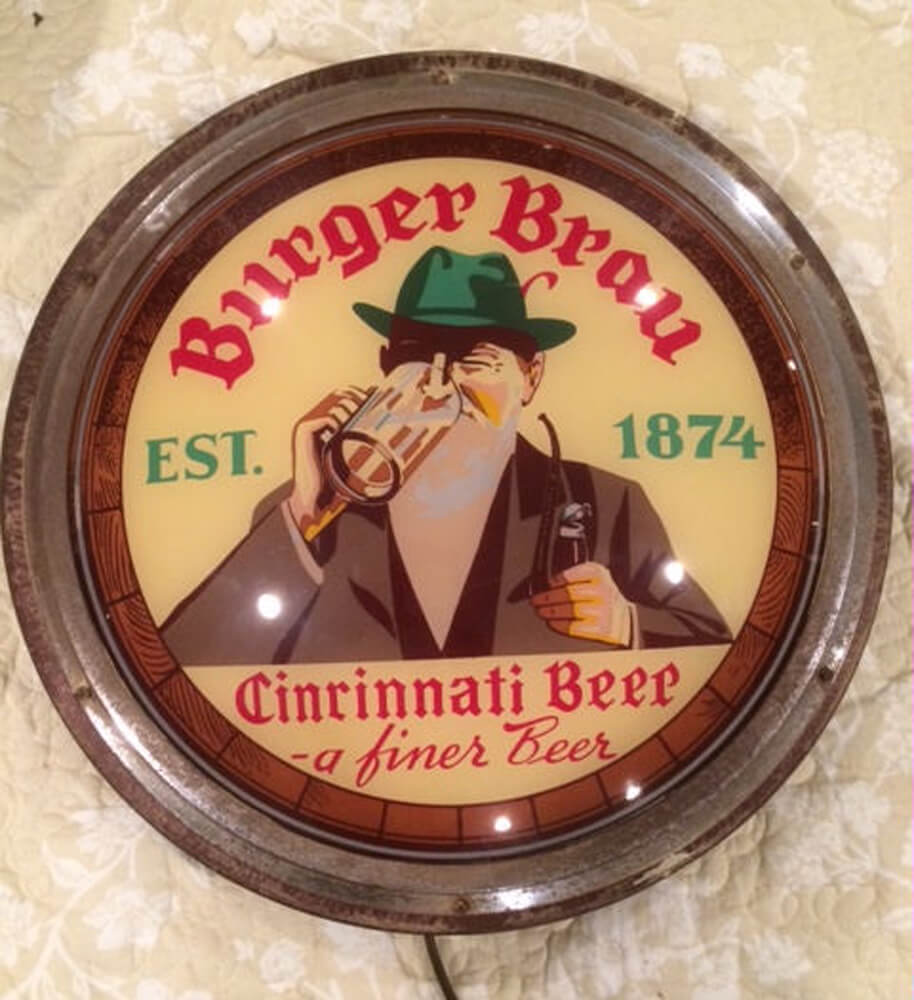 Burger Brau
EST. 1874
Cincinnati Beer
-a finer Beer